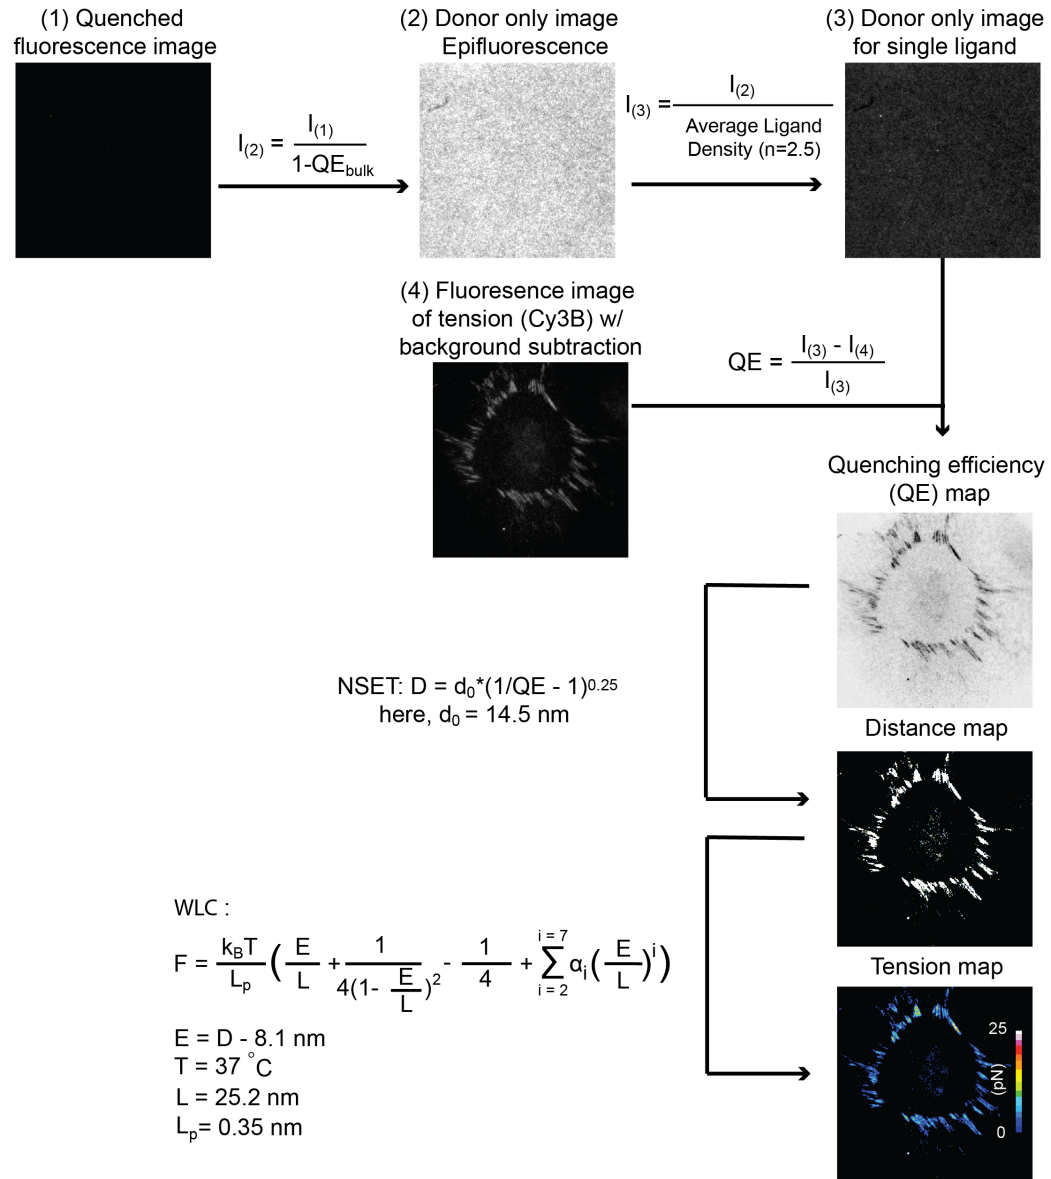 (1) Quenched
fluorescence image
(2) Donor only image
Epifluorescence
(3) Donor only image
for single ligand
I(2) = I(1) / 1-QEbulk
I(3) = I(2) / Average Ligand
Density (n=2.5)
(4) Fluoresence image
of tension (Cy3B) w/
background subtraction
QE = I(3) - I(4) / I(3)
Quenching efficiency
(QE) map
NSET: D = d0*(1/QE - 1)0.25
here, d0 = 14.5 nm
Distance map
WLC :
F = kBT / Lp ( E / L + 1 / 4(1- E / L )2 - 1 / 4 + i = 7 ∑ i = 2 αi ( E / L )i )
E = D - 8.1 nm
T = 37 °C
L = 25.2 nm
Lp= 0.35 nm
Tension map
25
(pN)
0